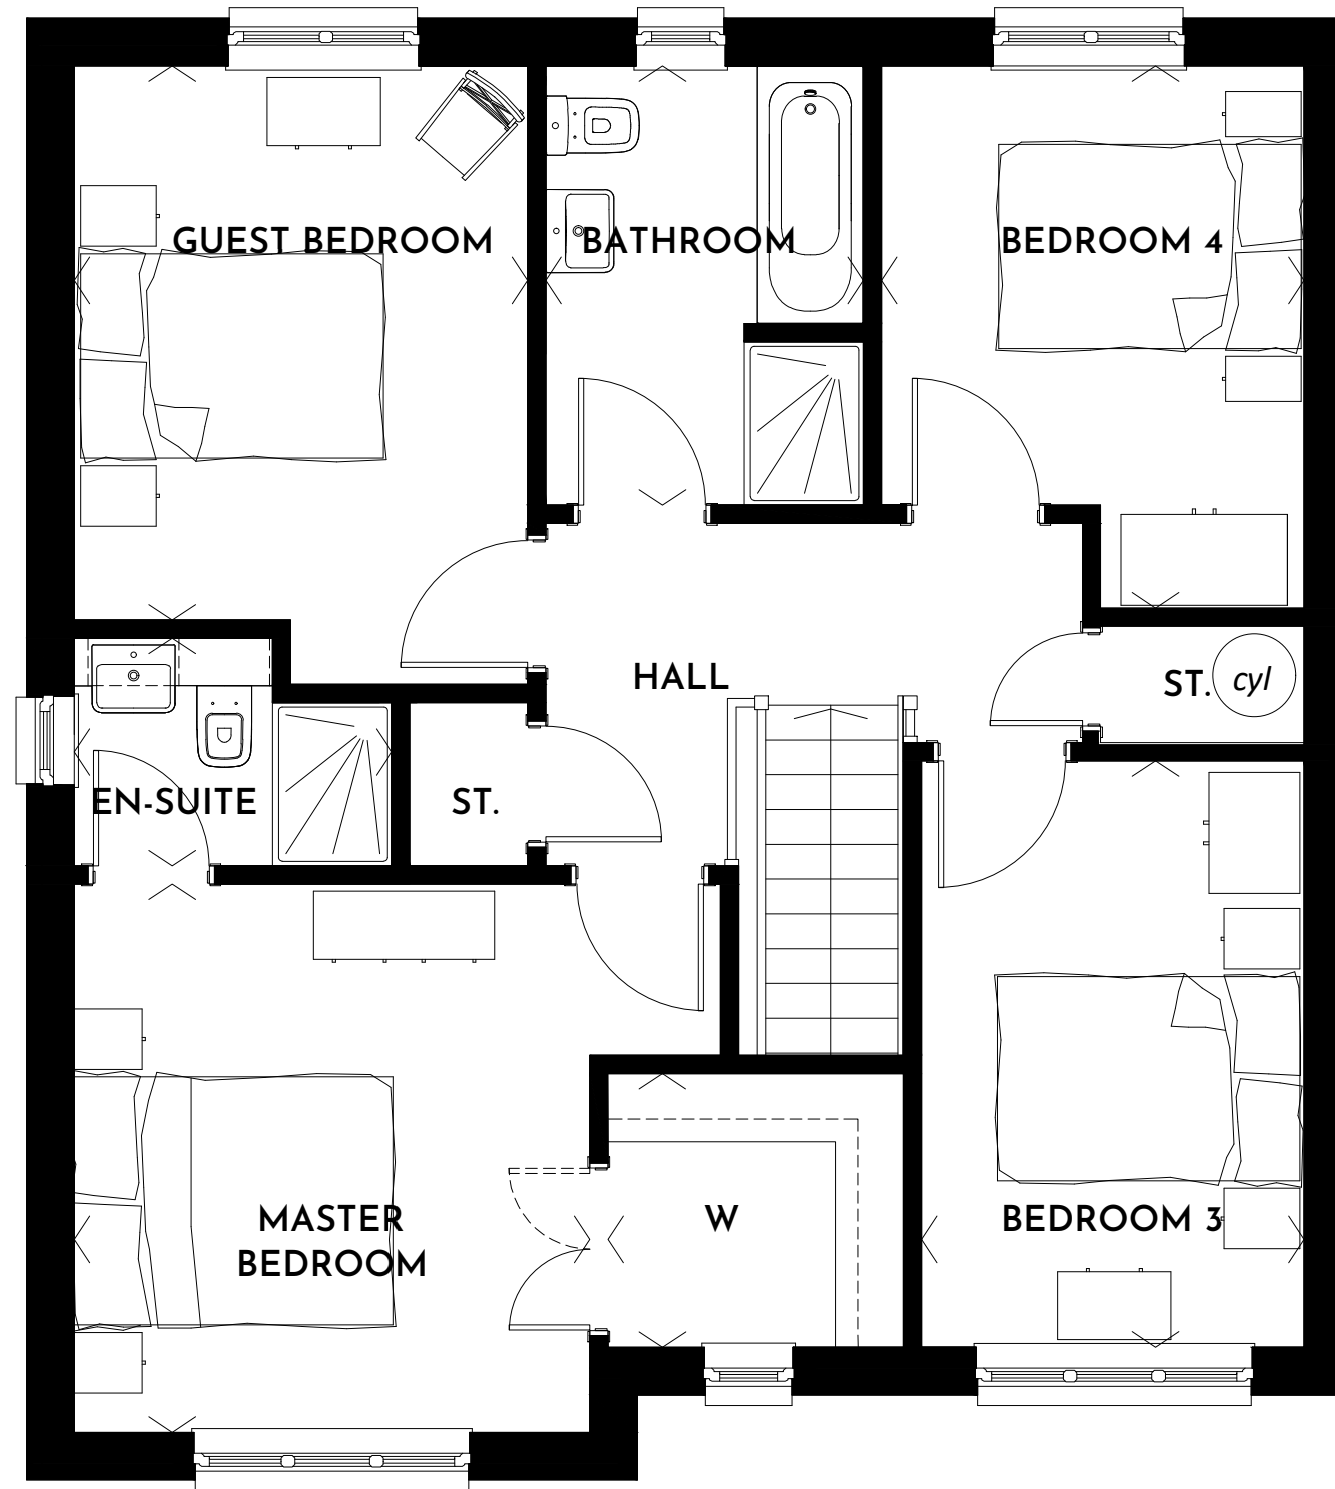 GUEST BEDROOM
BATHROOM
BEDROOM 4
HALL
ST.
cyl
EN-SUITE
ST.
MASTER
BEDROOM
W
BEDROOM 3